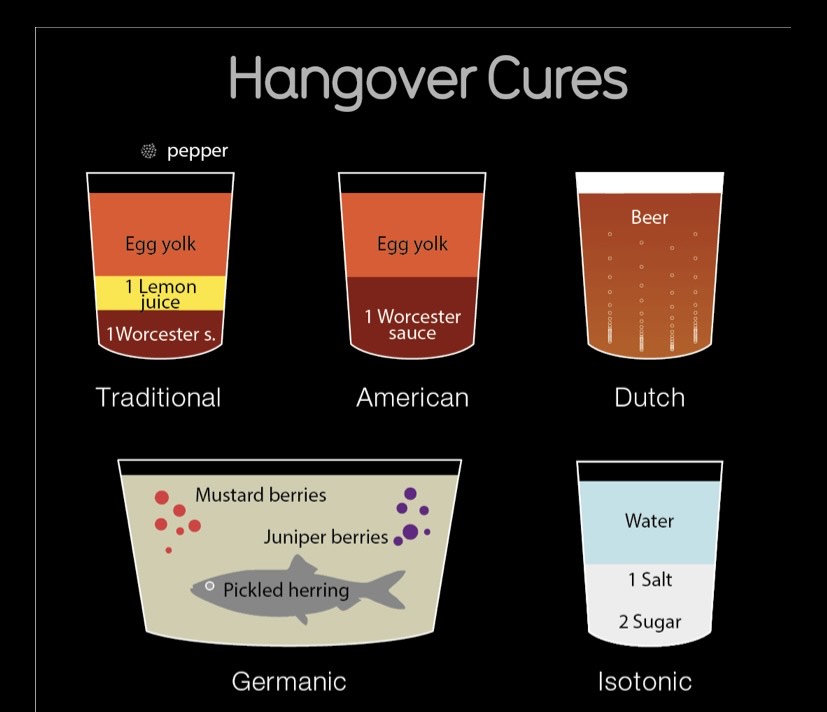 Hangover Cures
pepper
Egg yolk
1 Lemon
juice
1Worcester s.
Traditional
Egg yolk
1 Worcester
sauce
American
Beer
Dutch
Mustard berries
Juniper berries
Pickled herring
Germanic
Water
1 Salt
2 Sugar
Isotonic